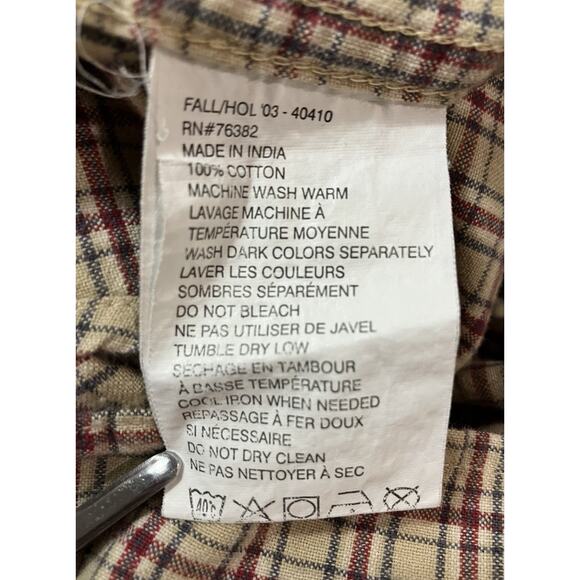 FALL/HOL '03 - 40410
RN#76382
MADE IN INDIA
100% COTTON
MACHINE WASH WARM
LAVAGE MACHINE À
TEMPÉRATURE MOYENNE
WASH DARK COLORS SEPARATELY
LAVER LES COULEURS
SOMBRES SÉPARÉMENT
DO NOT BLEACH
NE PAS UTILISER DE JAVEL
TUMBLE DRY LOW
SÉCHAGE EN TAMBOUR
À BASSE TEMPÉRATURE
COOL IRON WHEN NEEDED
REPASSAGE À FER DOUX
SI NÉCESSAIRE
DO NOT DRY CLEAN
NE PAS NETTOYER À SEC
40°C